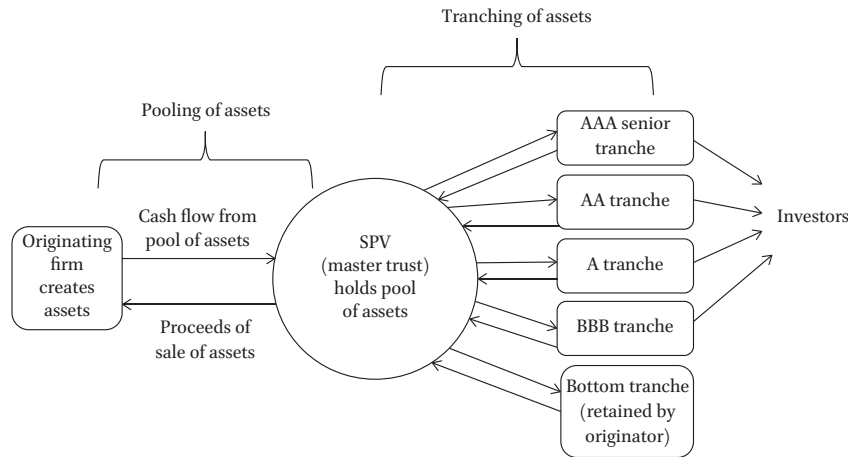 Tranching of assets
Pooling of assets
Cash flow from
pool of assets
Originating
firm
creates
assets
Proceeds of
sale of assets
SPV
(master trust)
holds pool
of assets
AAA senior
tranche
AA tranche
A tranche
BBB tranche
Bottom tranche
(retained by
originator)
Investors